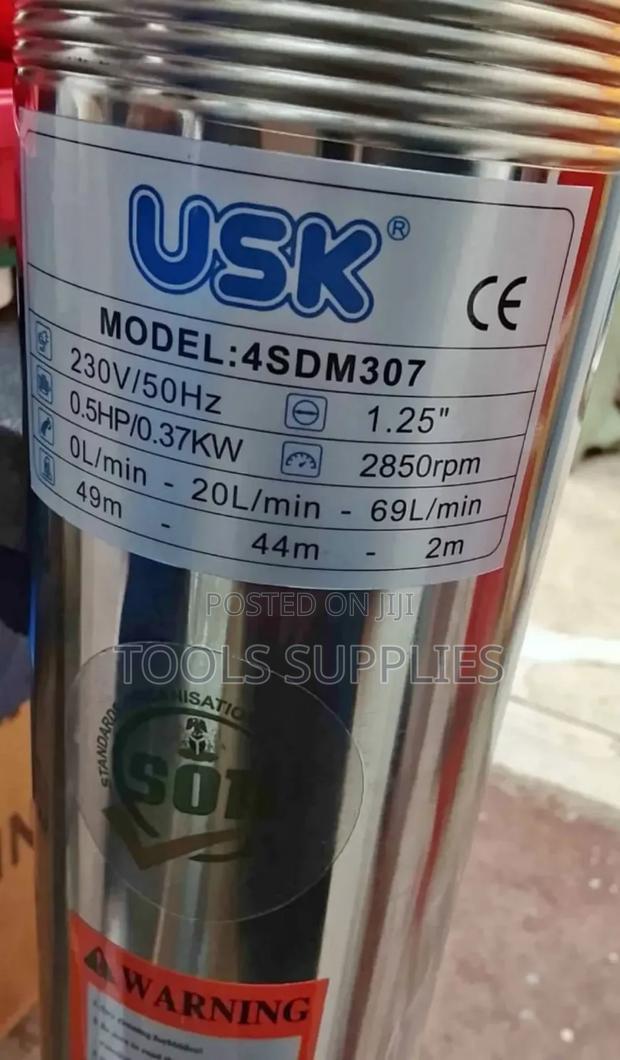 USK®
CE
MODEL:4SDM307
230V/50Hz 1.25"
0.5HP/0.37KW 2850rpm
0L/min - 20L/min - 69L/min
49m - 44m - 2m
POSTED ON JIJI
TOOLS SUPPLIES
STANDARDS ORGANISATION
SON
WARNING